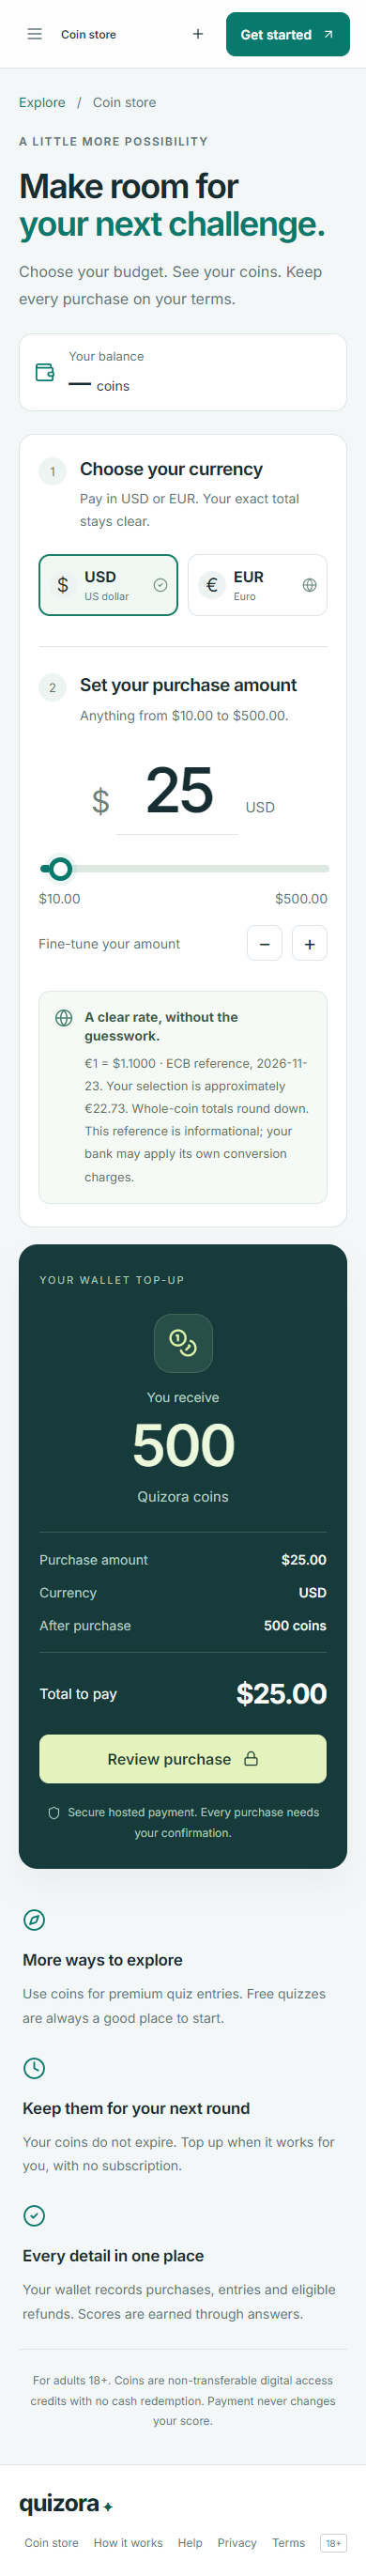 Coin store
+
Get started
Explore / Coin store
A LITTLE MORE POSSIBILITY
Make room for
your next challenge.
Choose your budget. See your coins. Keep
every purchase on your terms.
Your balance
— coins
1
Choose your currency
Pay in USD or EUR. Your exact total
stays clear.
$ USD
US dollar
€ EUR
Euro
2
Set your purchase amount
Anything from $10.00 to $500.00.
$ 25 USD
$10.00 $500.00
Fine-tune your amount − +
A clear rate, without the
guesswork.
€1 = $1.1000 · ECB reference, 2026-11-
23. Your selection is approximately
€22.73. Whole-coin totals round down.
This reference is informational; your
bank may apply its own conversion
charges.
YOUR WALLET TOP-UP
You receive
500
Quizora coins
Purchase amount $25.00
Currency USD
After purchase 500 coins
Total to pay $25.00
Review purchase
Secure hosted payment. Every purchase needs
your confirmation.
More ways to explore
Use coins for premium quiz entries. Free quizzes
are always a good place to start.
Keep them for your next round
Your coins do not expire. Top up when it works for
you, with no subscription.
Every detail in one place
Your wallet records purchases, entries and eligible
refunds. Scores are earned through answers.
For adults 18+. Coins are non-transferable digital access
credits with no cash redemption. Payment never changes
your score.
quizora
Coin store How it works Help Privacy Terms 18+